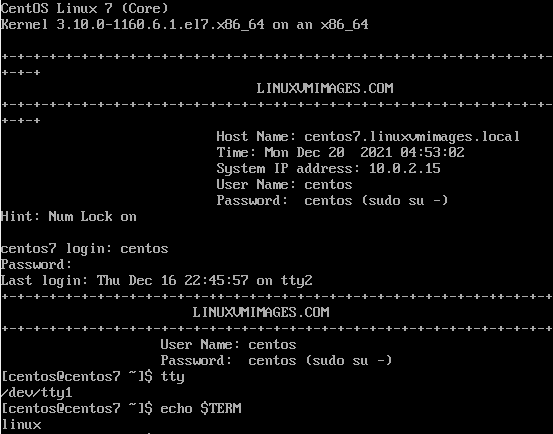 CentOS Linux 7 (Core)
Kernel 3.10.0-1160.6.1.el7.x86_64 on an x86_64
+-+-+-+-+-+-+-+-+-+-+-+-+-+-+-+-+-+-+-+-+-+-+-+-+-+-+-+-+-+-+-+-+-+-
+-+-+
LINUXVMIMAGES.COM
+-+-+-+-+-+-+-+-+-+-+-+-+-+-+-+-+-+-+-+-+-+-+-+-+-+-+-+-+-+-+-+-+-+-
+-+-+
Host Name: centos7.linuxvmimages.local
Time: Mon Dec 20  2021 04:53:02
System IP address: 10.0.2.15
User Name: centos
Password:  centos (sudo su -)
Hint: Num Lock on
centos7 login: centos
Password:
Last login: Thu Dec 16 22:45:57 on tty2
+-+-+-+-+-+-+-+-+-+-+-+-+-+-+-+-+-+-+-+-+-+-+-+-+-+-+-+-+-+-+-+-+-+-
LINUXVMIMAGES.COM
+-+-+-+-+-+-+-+-+-+-+-+-+-+-+-+-+-+-+-+-+-+-+-+-+-+-+-+-+-+-+-+-+-+-
User Name: centos
Password:  centos (sudo su -)
[centos@centos7 ~]$ tty
/dev/tty1
[centos@centos7 ~]$ echo $TERM
linux